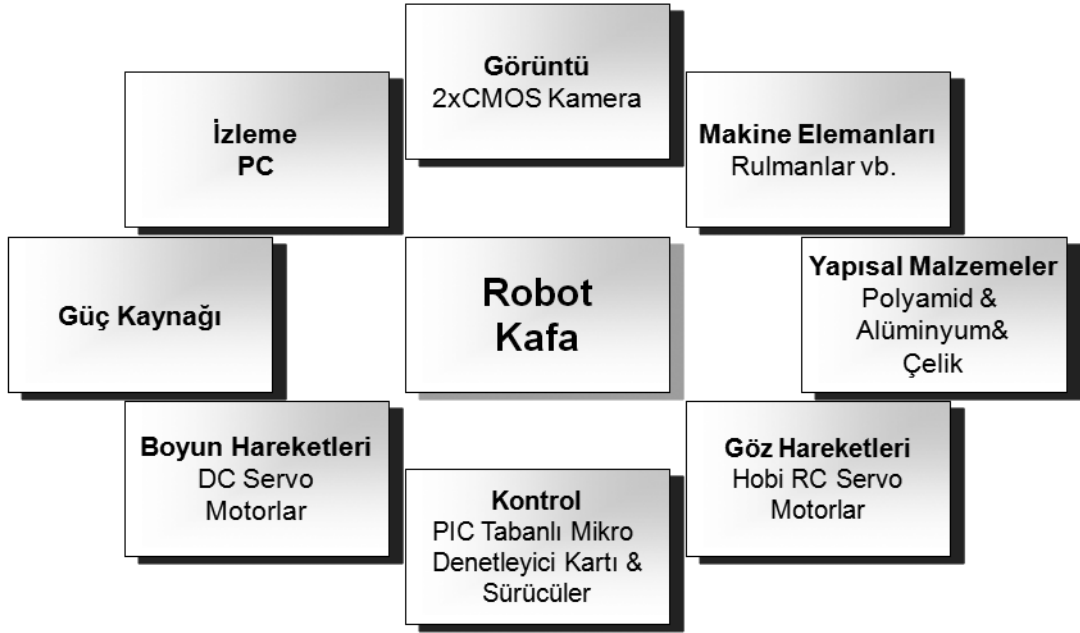 Görüntü
2xCMOS Kamera
İzleme
PC
Makine Elemanları
Rulmanlar vb.
Güç Kaynağı
Robot
Kafa
Yapısal Malzemeler
Polyamid &
Alüminyum&
Çelik
Boyun Hareketleri
DC Servo
Motorlar
Kontrol
PIC Tabanlı Mikro
Denetleyici Kartı &
Sürücüler
Göz Hareketleri
Hobi RC Servo
Motorlar